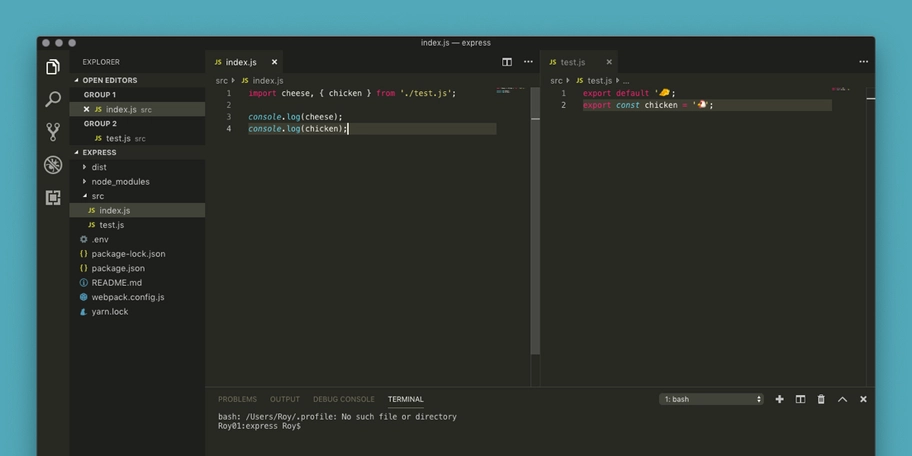 index.js — express
EXPLORER
OPEN EDITORS
GROUP 1
JS index.js src
GROUP 2
JS test.js src
EXPRESS
dist
node_modules
src
JS index.js
JS test.js
.env
{} package-lock.json
{} package.json
README.md
webpack.config.js
yarn.lock
JS index.js
src index.js
1 import cheese, { chicken } from './test.js';
2
3 console.log(cheese);
4 console.log(chicken);
JS test.js
src JS test.js ...
1 export default '🧀';
2 export const chicken = '🐔';
PROBLEMS OUTPUT DEBUG CONSOLE TERMINAL
1: bash
bash: /Users/Roy/.profile: No such file or directory
Roy01:express Roy$